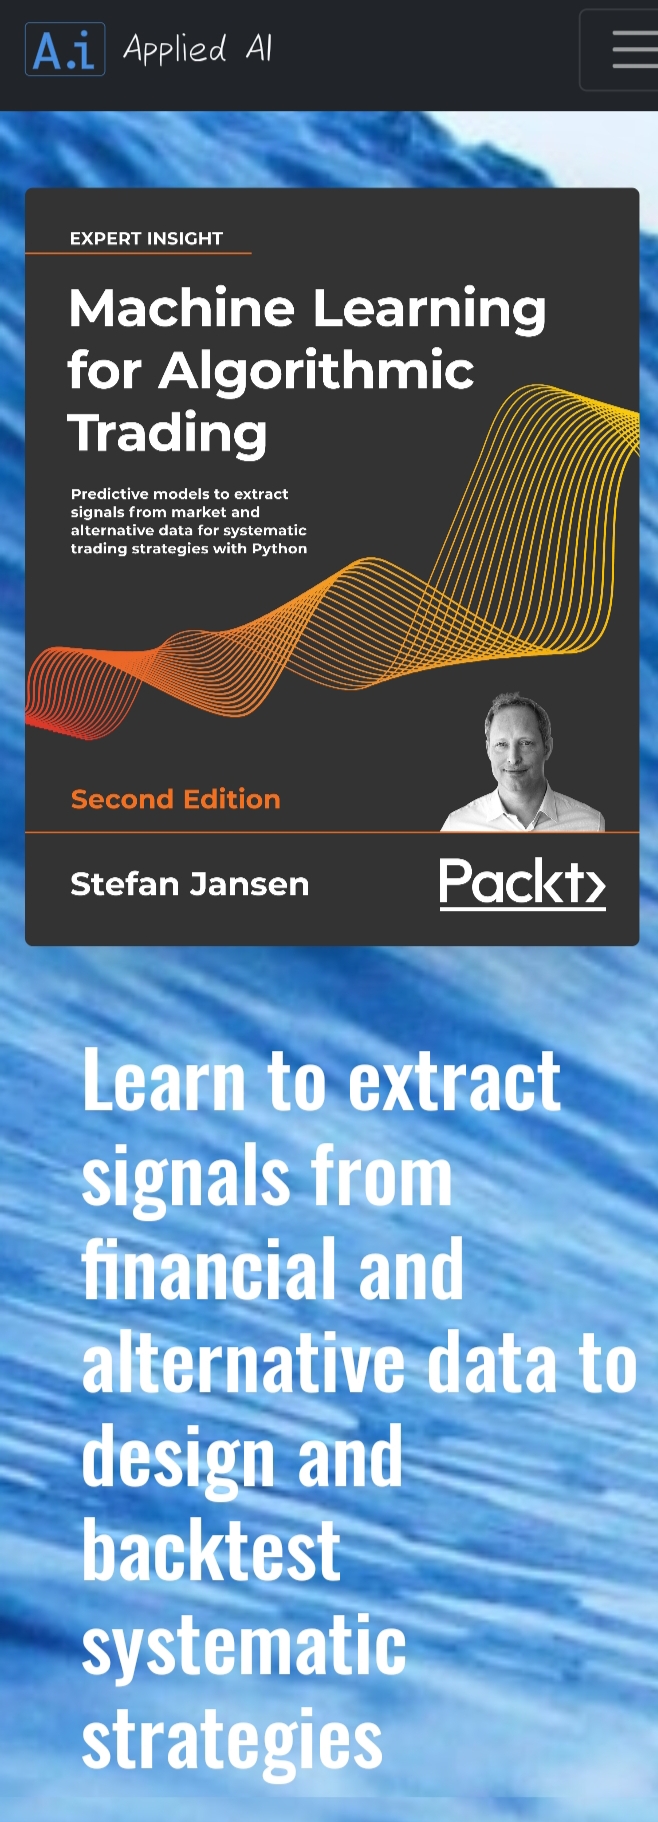 A.i Applied AI
EXPERT INSIGHT
Machine Learning
for Algorithmic
Trading
Predictive models to extract
signals from market and
alternative data for systematic
trading strategies with Python
Second Edition
Stefan Jansen
Packt>
Learn to extract
signals from
financial and
alternative data to
design and
backtest
systematic
strategies